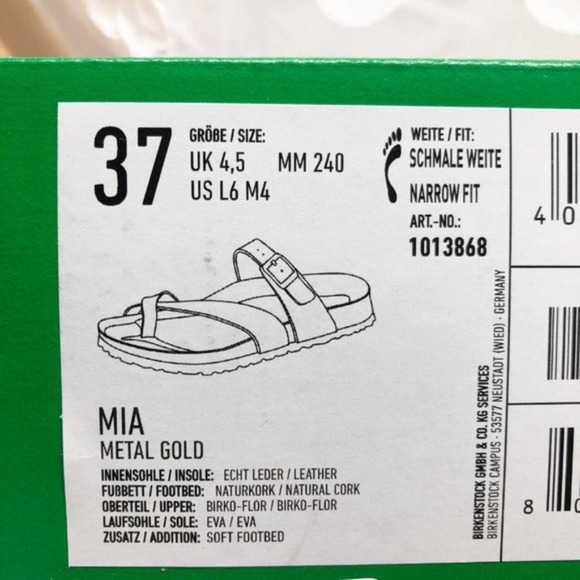 37
GRÖBE / SIZE:
UK 4,5 MM 240
US L6 M4
WEITE / FIT:
SCHMALE WEITE
NARROW FIT
ART.-NO.:
1013868
MIA
METAL GOLD
INNENSOHLE / INSOLE: ECHT LEDER / LEATHER
FUBBETT / FOOTBED: NATURKORK / NATURAL CORK
OBERTEIL / UPPER: BIRKO-FLOR / BIRKO-FLOR
LAUFSOHLE / SOLE: EVA / EVA
ZUSATZ / ADDITION: SOFT FOOTBED
BIRKENSTOCK GMBH & CO. KG SERVICES
BIRKENSTOCK CAMPUS · 53577 NEUSTADT (WIED) · GERMANY
4 0
8